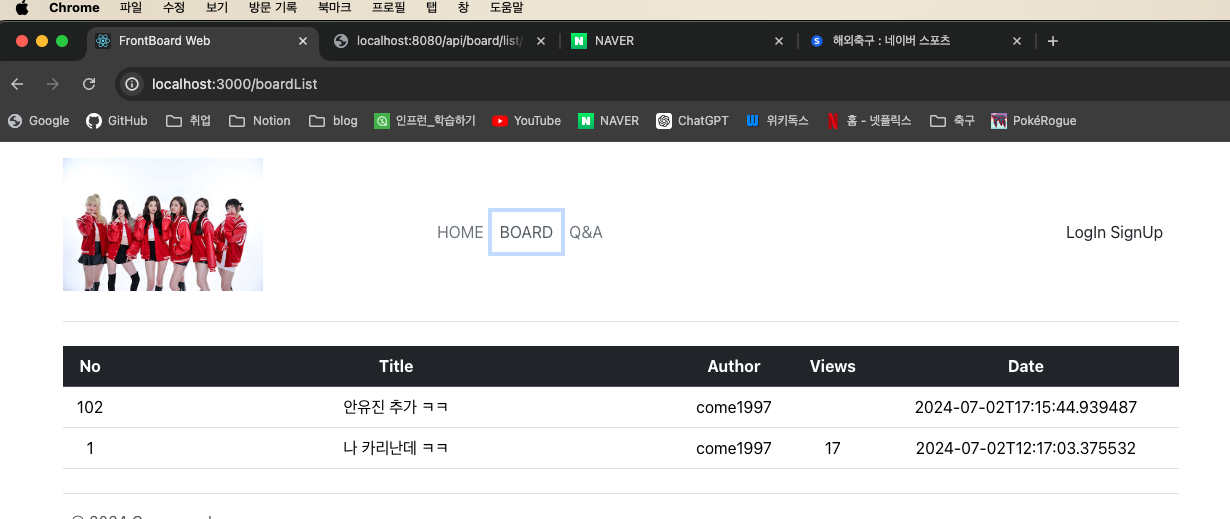 Chrome 파일 수정 보기 방문 기록 북마크 프로필 탭 창 도움말
FrontBoard Web localhost:8080/api/board/list/ NAVER 해외축구 : 네이버 스포츠
localhost:3000/boardList
Google GitHub 취업 Notion blog 인프런_학습하기 YouTube NAVER ChatGPT 위키독스 홈 - 넷플릭스 축구 PokéRogue
HOME BOARD Q&A LogIn SignUp
No Title Author Views Date
102 안유진 추가 ㅋㅋ come1997 2024-07-02T17:15:44.939487
1 나 카리난데 ㅋㅋ come1997 17 2024-07-02T12:17:03.375532
© 2024